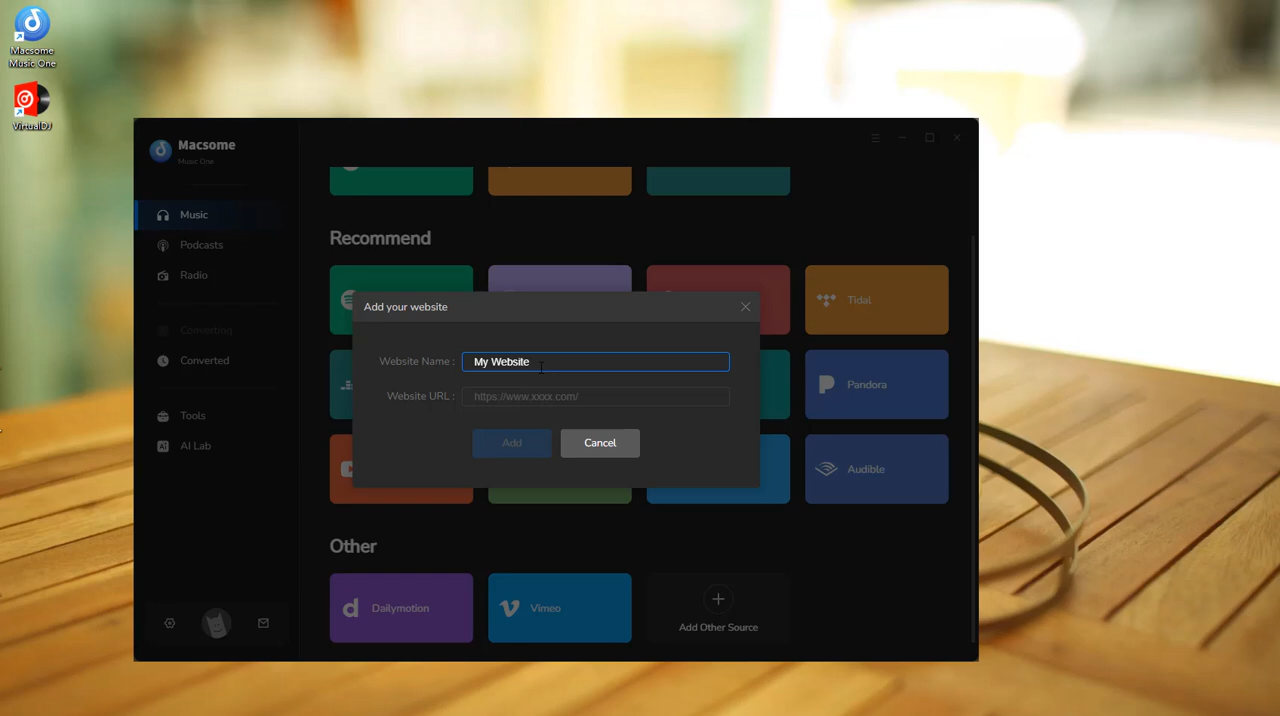 Macsome
Music One
VirtualDJ
Macsome
Music One
Music
Podcasts
Radio
Converting
Converted
Tools
AI Lab
Recommend
Tidal
Pandora
Audible
Add your website
Website Name :
My Website
Website URL :
https://www.xxxx.com/
Add
Cancel
Other
Dailymotion
Vimeo
Add Other Source